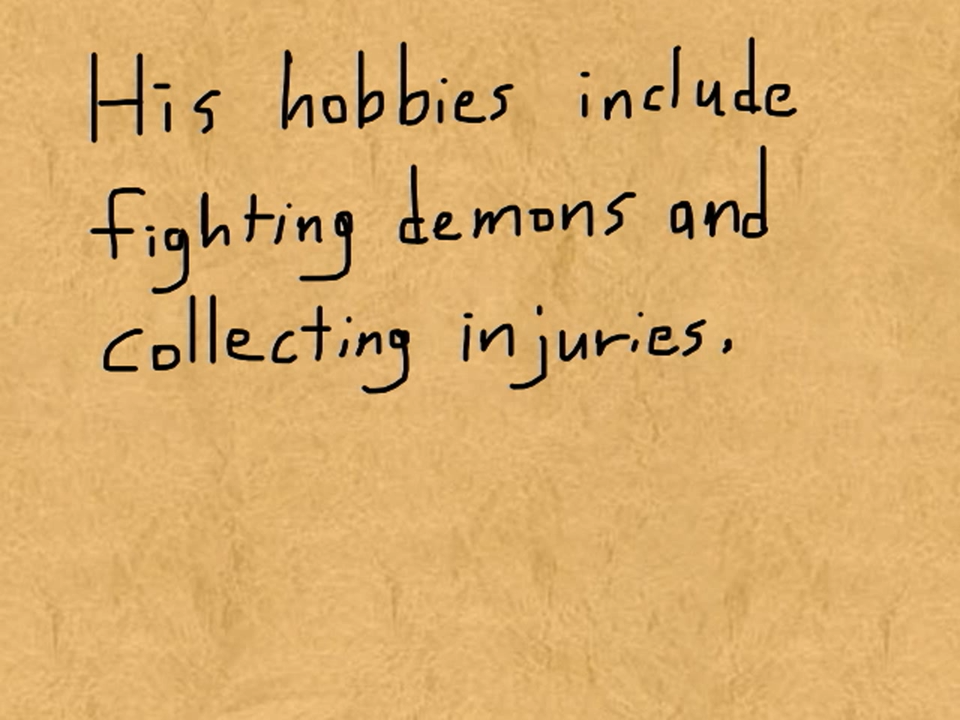 His hobbies include
fighting demons and
collecting injuries.